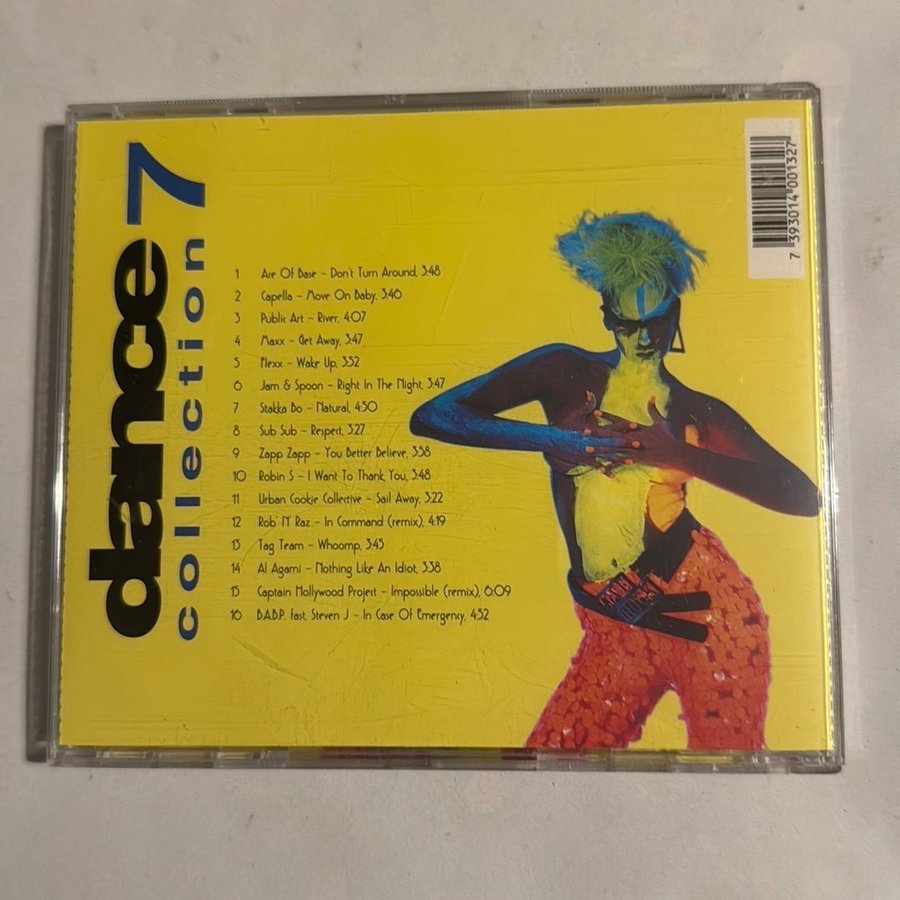 dance 7
collection
1 Ace Of Base - Don't Turn Around, 3:48
2 Capella - Move On Baby, 3:46
3 Public Art - River, 4:07
4 Maxx - Get Away, 3:47
5 Flexx - Wake Up, 3:52
6 Jam & Spoon - Right In The Night, 3:47
7 Stakka Bo - Natural, 4:50
8 Sub Sub - Respect, 3:27
9 Zapp Zapp - You Better Believe, 3:58
10 Robin S - I Want To Thank You, 3:48
11 Urban Cookie Collective - Sail Away, 3:22
12 Rob' N' Raz - In Command (remix), 4:19
13 Tag Team - Whoomp, 3:45
14 Al Agami - Nothing Like An Idiot, 3:38
15 Captain Hollywood Project - Impossible (remix), 6:09
16 D.A.D.P. fast, Steven J - In Case Of Emergency, 4:52
7 393014 001327